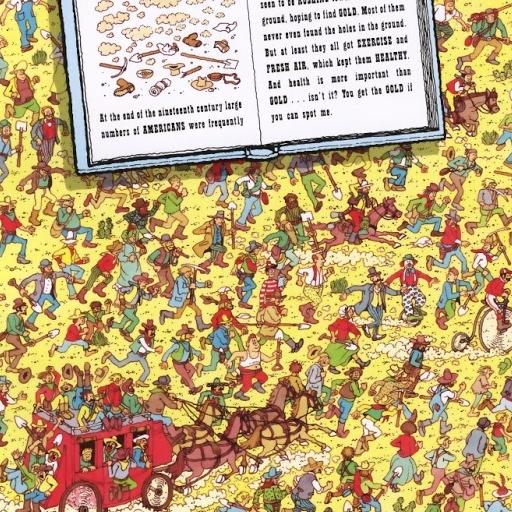 At the end of the nineteenth century large
numbers of AMERICANS were frequently
seen to be
ground, hoping to find GOLD. Most of them
never even found the holes in the ground.
But at least they all got EXERCISE and
FRESH AIR, which kept them HEALTHY.
And health is more important than
GOLD . . . isn't it? You get the GOLD if
you can spot me.